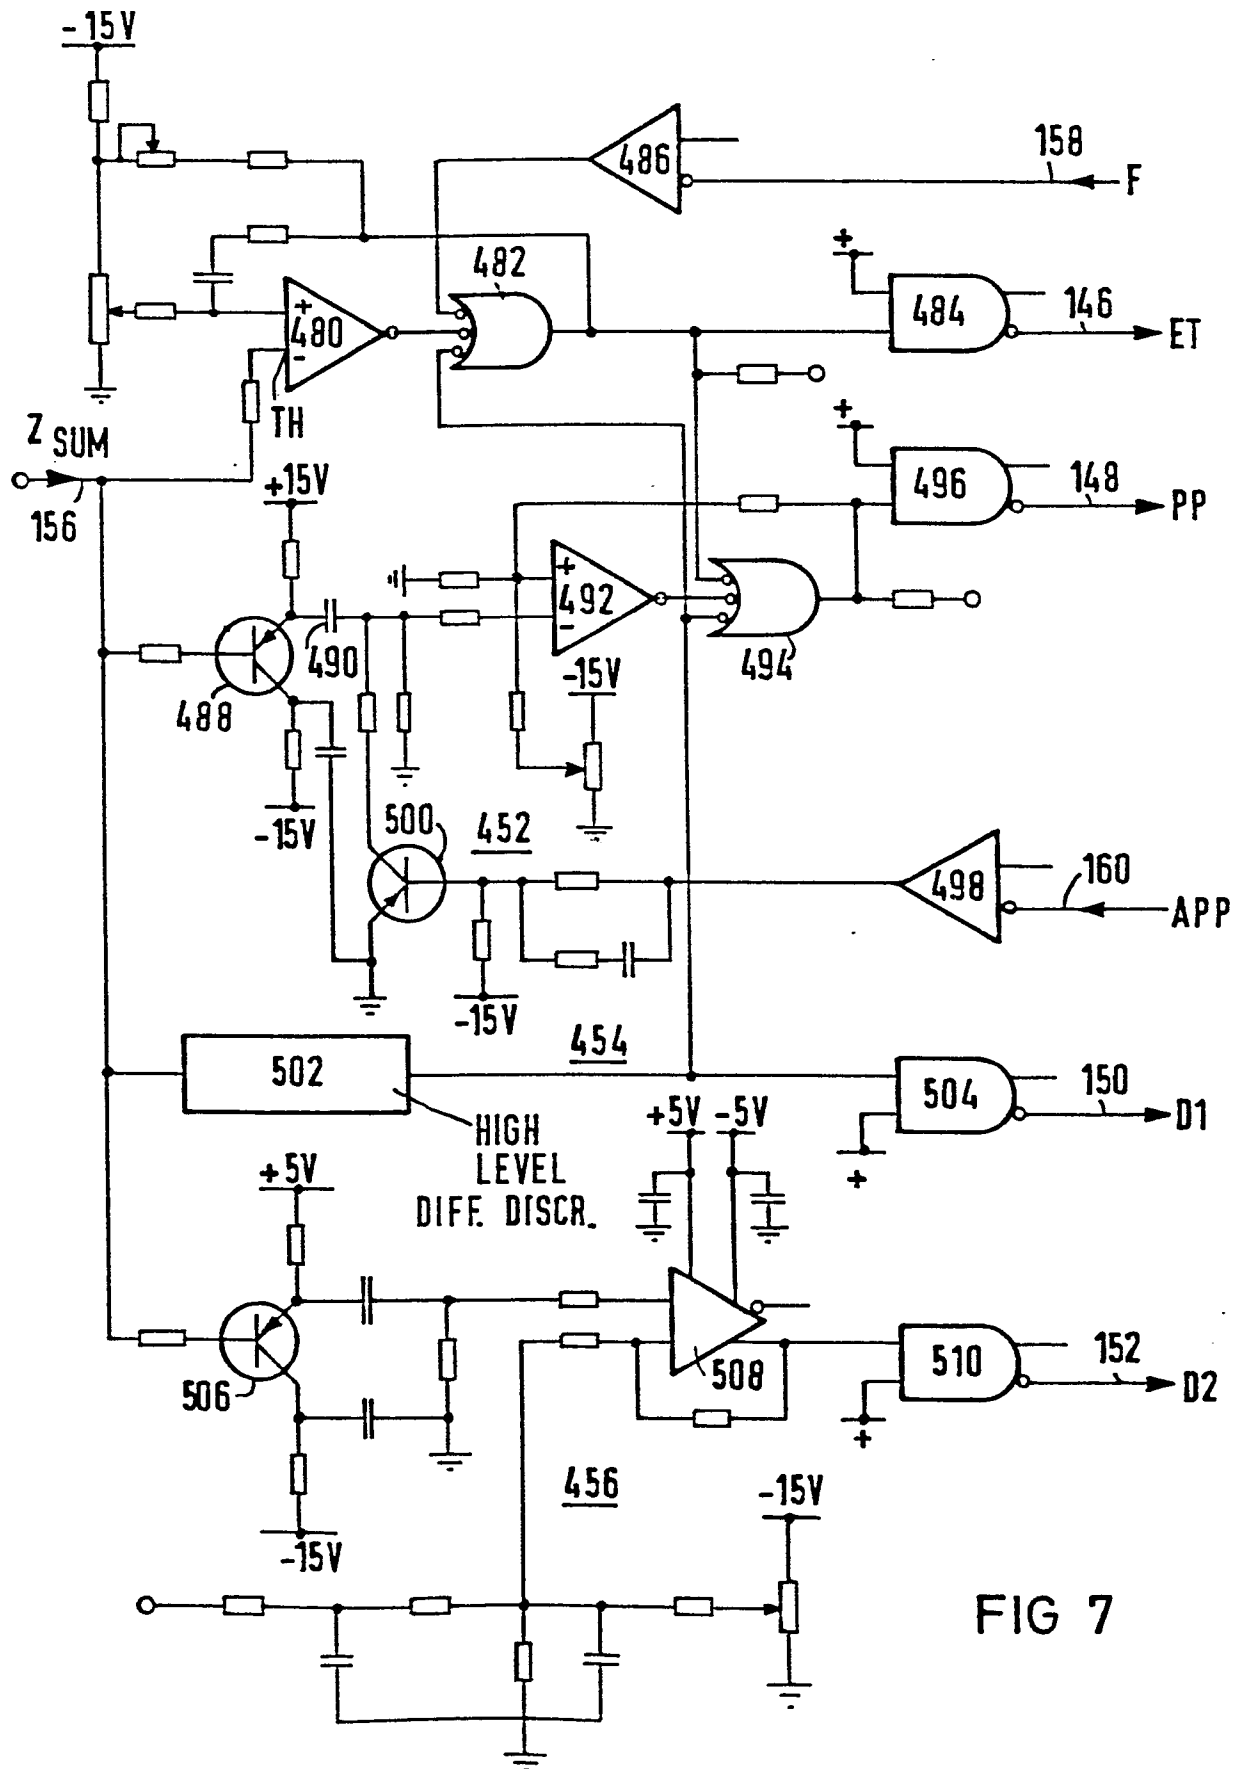 -15V
486
158
F
482
+
484
146
ET
+
480
-
TH
Z SUM
156
+15V
+
496
148
PP
+
492
-
490
494
488
-15V
-15V
500
452
498
160
APP
-15V
454
502
504
150
D1
+
HIGH
LEVEL
DIFF. DISCR.
+5V
-5V
+5V
506
508
510
152
D2
+
456
-15V
-15V
FIG 7